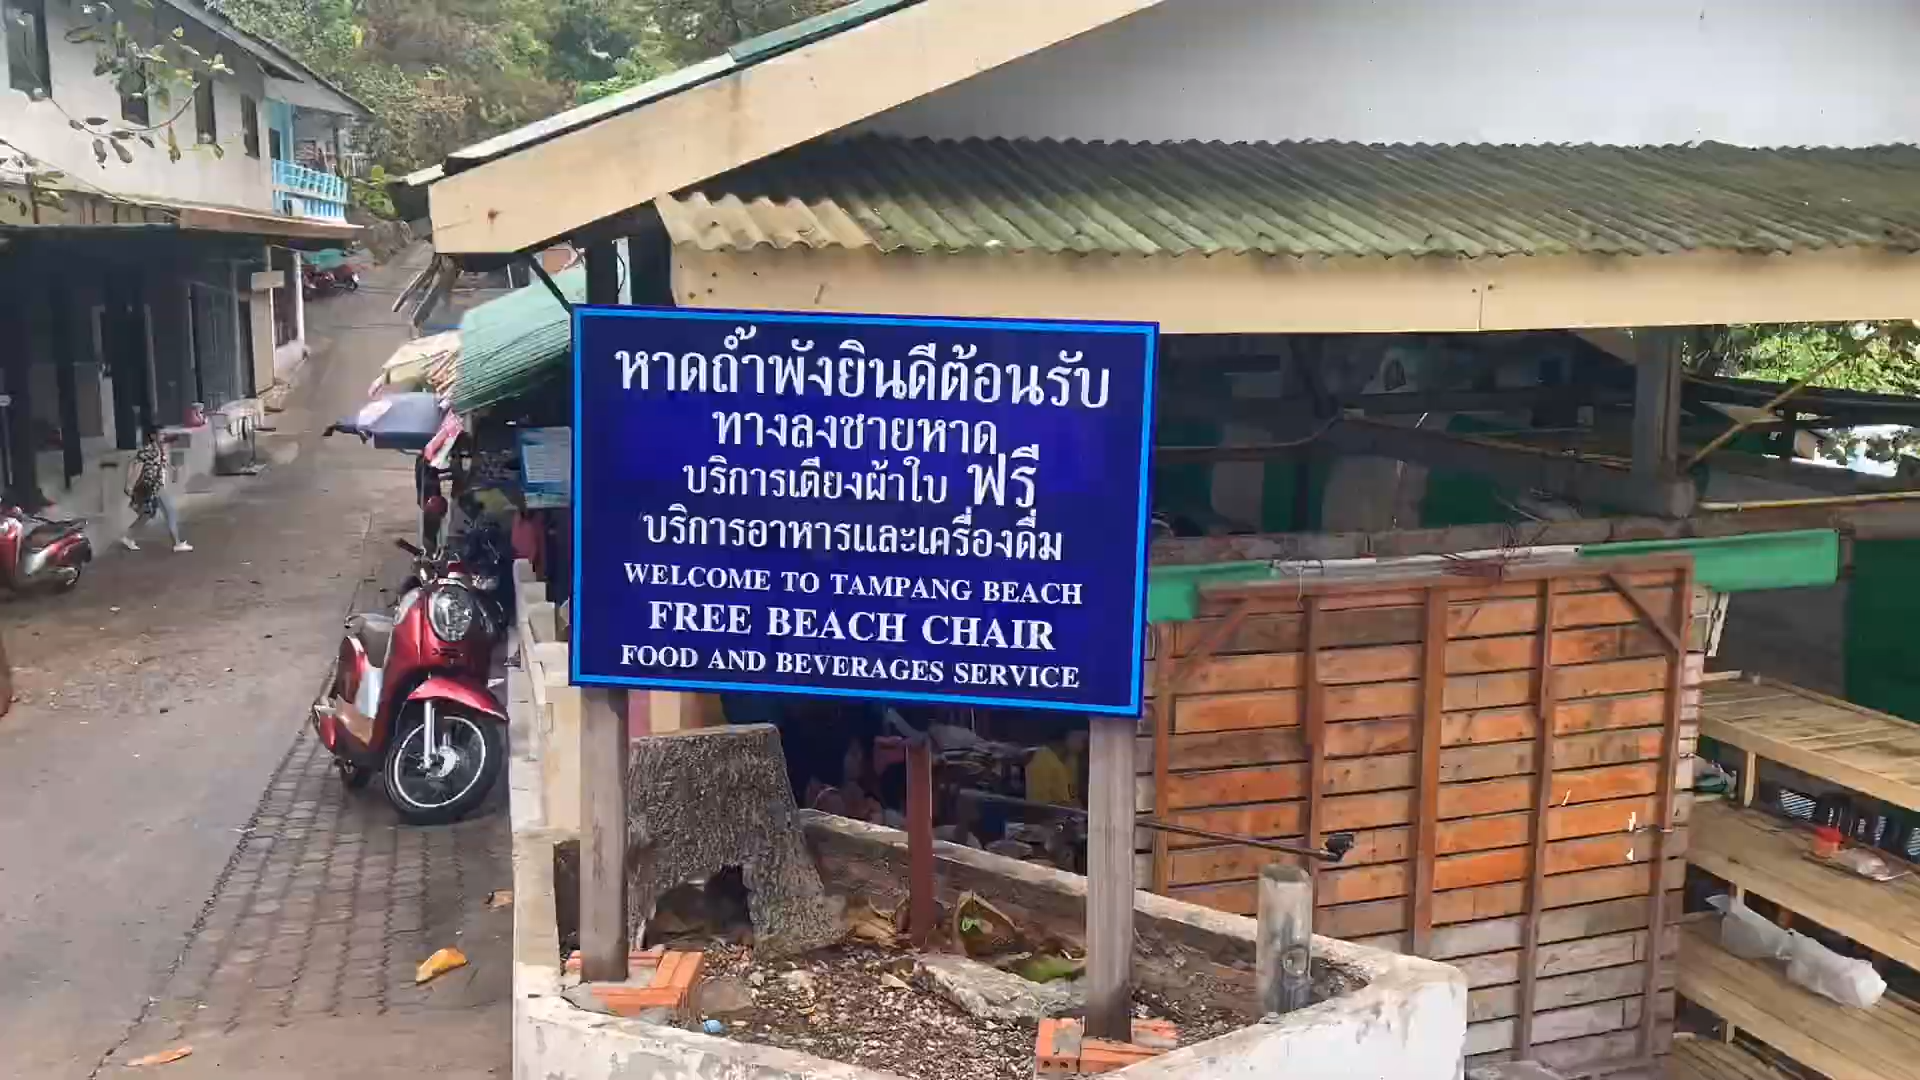 หาดถ้ำพังยินดีต้อนรับ
ทางลงชายหาด
บริการเตียงผ้าใบ ฟรี
บริการอาหารและเครื่องดื่ม
WELCOME TO TAMPANG BEACH
FREE BEACH CHAIR
FOOD AND BEVERAGES SERVICE